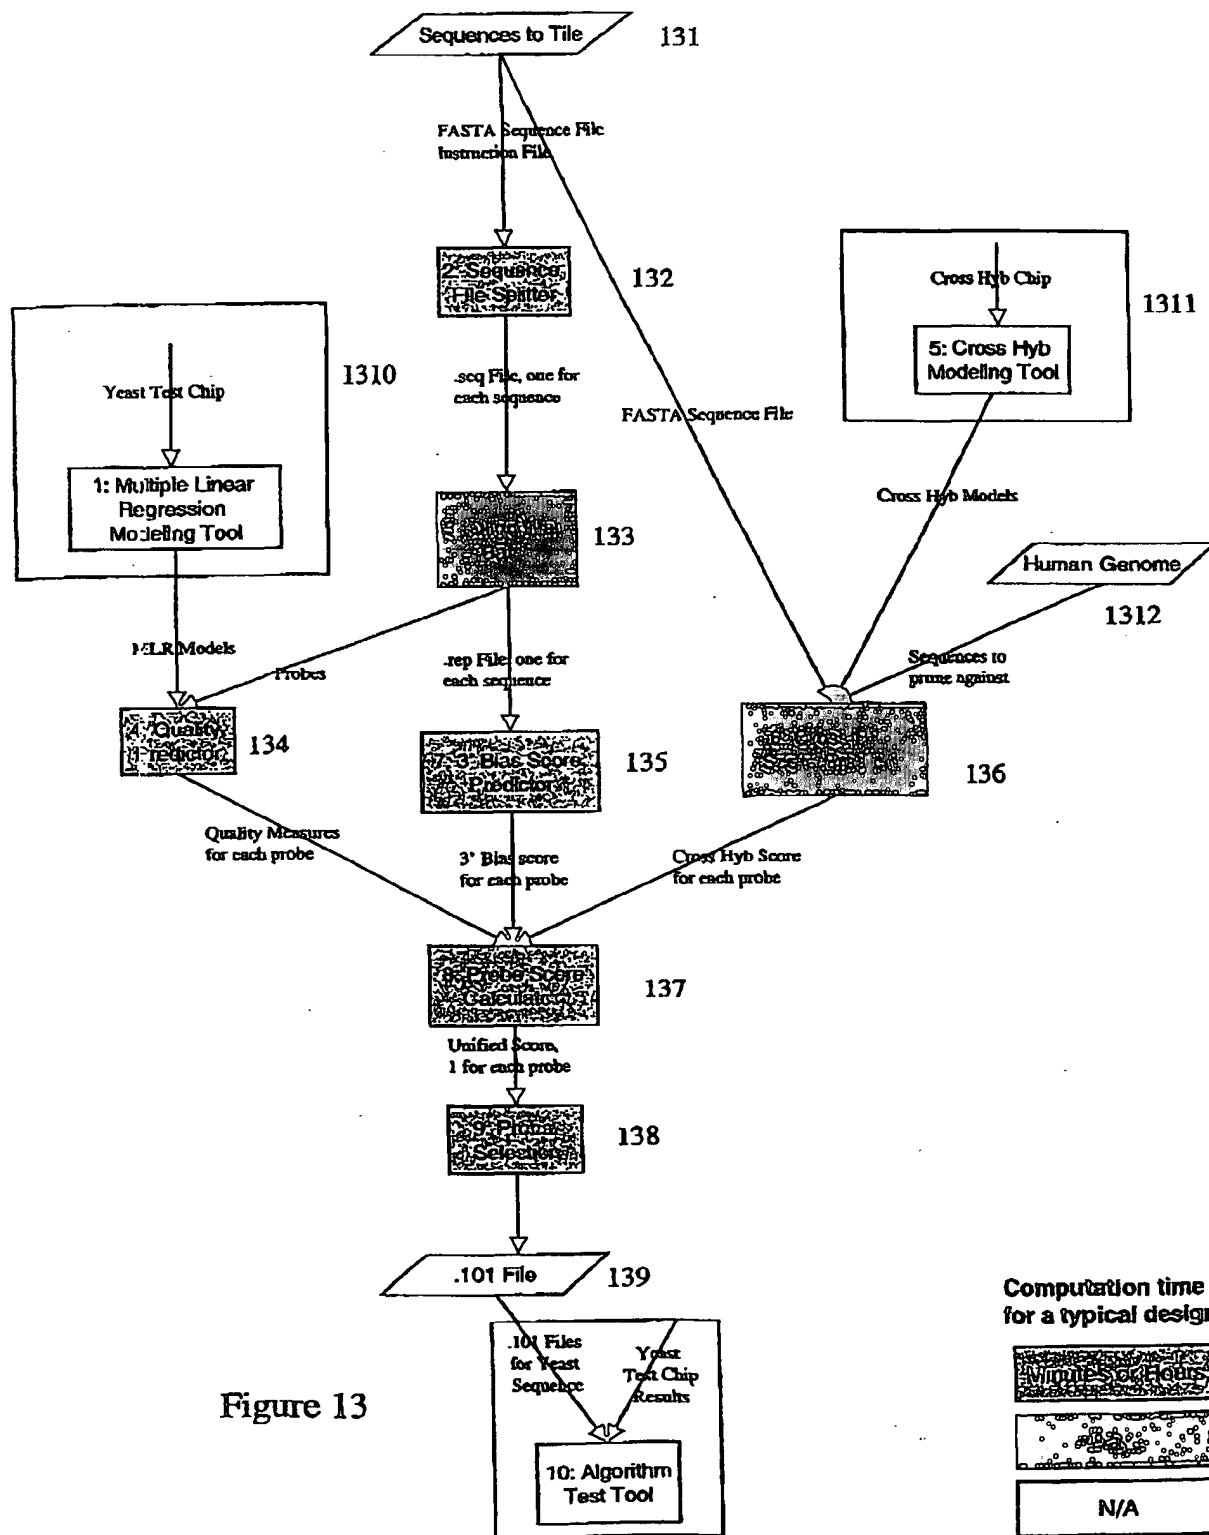 Sequences to Tile
131
FASTA Sequence File
Instruction File
2: Sequence
File Splitter
132
Cross Hyb Chip
1311
5: Cross Hyb
Modeling Tool
1310
Yeast Test Chip
1: Multiple Linear
Regression
Modeling Tool
.seq File, one for
each sequence
FASTA Sequence File
Cross Hyb Models
133
Human Genome
1312
MLR Models
Probes
.rep File, one for
each sequence
Sequences to
prune against
4: Quality
Predictor
134
7: 3' Bias Score
Predictor
135
136
Quality Measures
for each probe
3' Bias score
for each probe
Cross Hyb Score
for each probe
8: Probe Score
Calculator
137
Unified Score,
1 for each probe
9: Probe
Selection
138
.101 File
139
.101 Files
for Yeast
Sequence
Yeast
Test Chip
Results
10: Algorithm
Test Tool
Figure 13
Computation time
for a typical design
Minutes or Hours
N/A